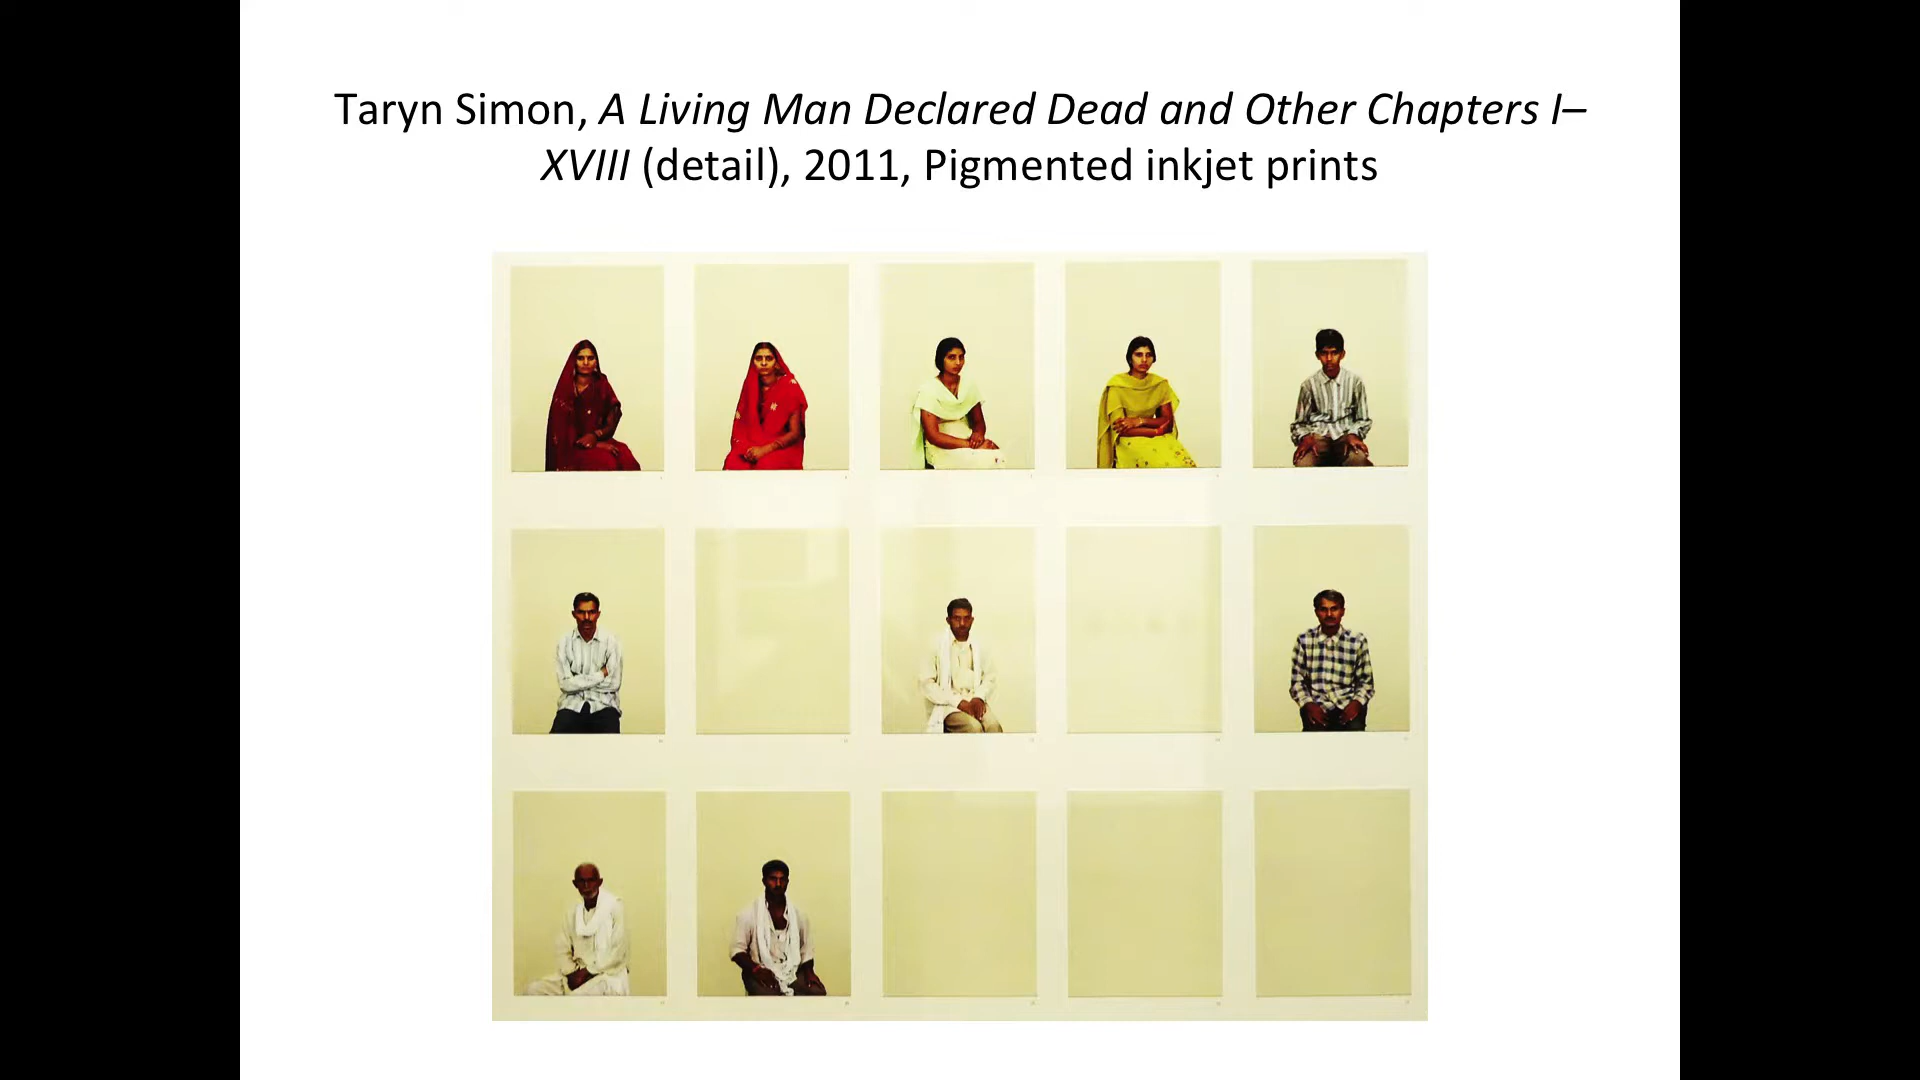 Taryn Simon, A Living Man Declared Dead and Other Chapters I–
XVIII (detail), 2011, Pigmented inkjet prints